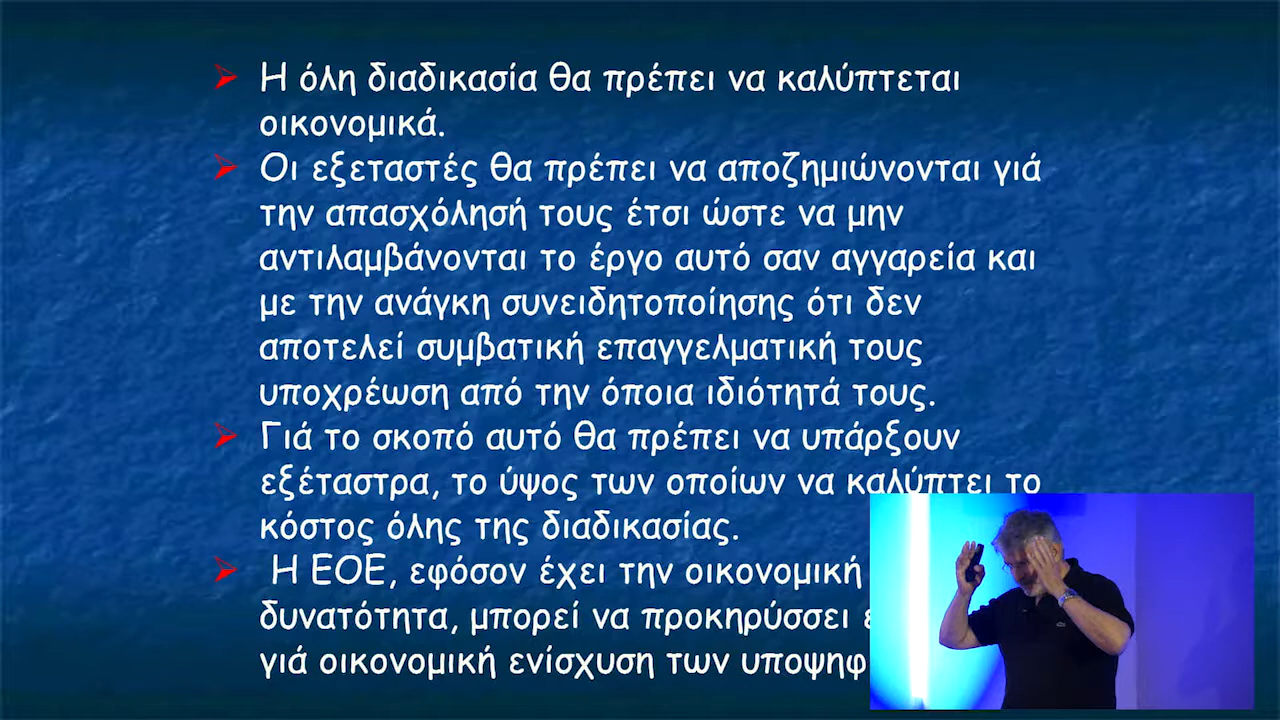 Η όλη διαδικασία θα πρέπει να καλύπτεται
οικονομικά.
Οι εξεταστές θα πρέπει να αποζημιώνονται γιά
την απασχόλησή τους έτσι ώστε να μην
αντιλαμβάνονται το έργο αυτό σαν αγγαρεία και
με την ανάγκη συνειδητοποίησης ότι δεν
αποτελεί συμβατική επαγγελματική τους
υποχρέωση από την όποια ιδιότητά τους.
Γιά το σκοπό αυτό θα πρέπει να υπάρξουν
εξέταστρα, το ύψος των οποίων να καλύπτει το
κόστος όλης της διαδικασίας.
Η ΕΟΕ, εφόσον έχει την οικονομική
δυνατότητα, μπορεί να προκηρύσσει
γιά οικονομική ενίσχυση των